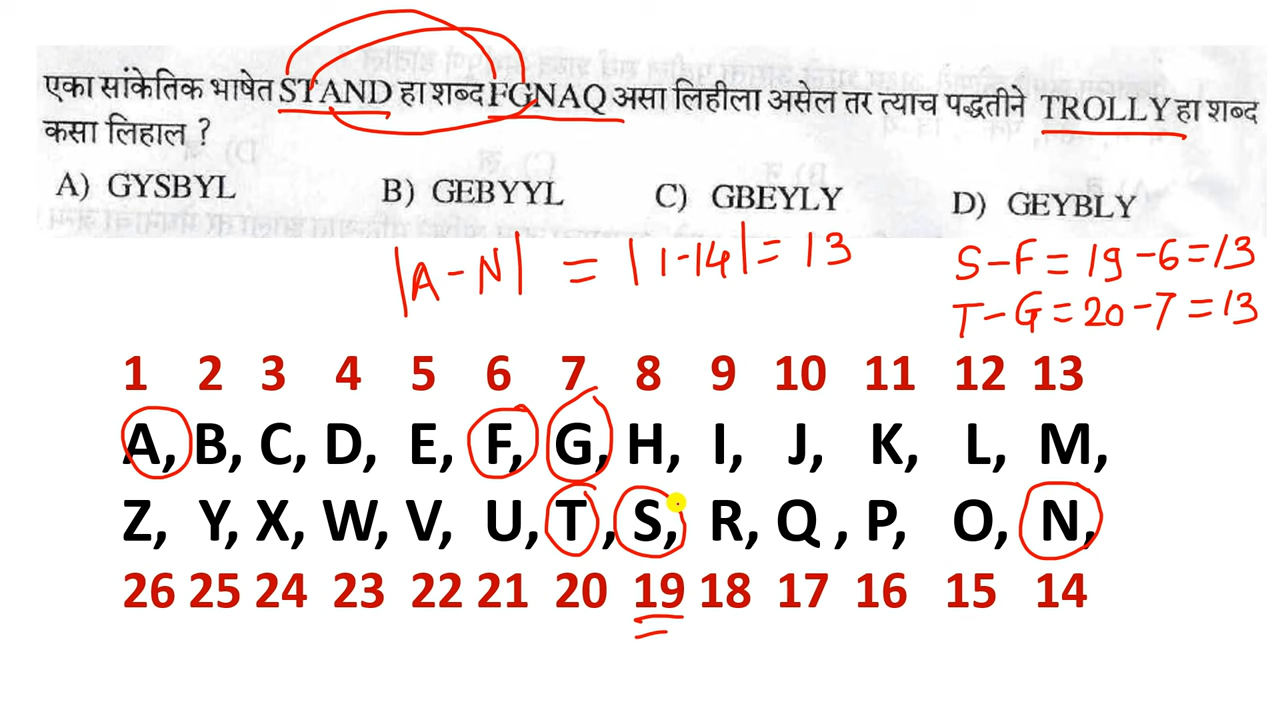 एका सांकेतिक भाषेत STAND हा शब्द FGNAQ असा लिहीला असेल तर त्याच पद्धतीने TROLLY हा शब्द
कसा लिहाल ?
A) GYSBYL B) GEBYYL C) GBEYLY D) GEYBLY
|A - N| = |1-14| = 13
S - F = 19 - 6 = 13
T - G = 20 - 7 = 13
1 2 3 4 5 6 7 8 9 10 11 12 13
A, B, C, D, E, F, G, H, I, J, K, L, M,
Z, Y, X, W, V, U, T , S, R, Q , P, O, N,
26 25 24 23 22 21 20 19 18 17 16 15 14